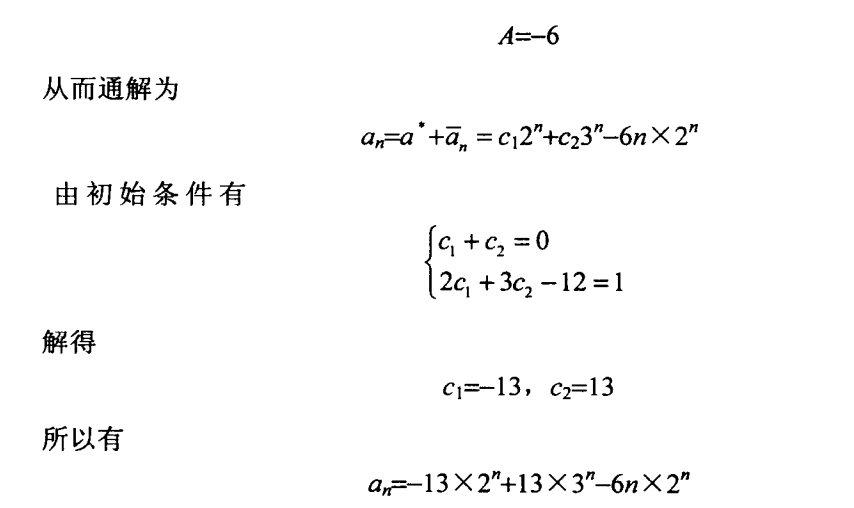 A=−6
从而通解为
aₙ=a*+āₙ=c₁2ⁿ+c₂3ⁿ−6n×2ⁿ
由初始条件有
{c₁+c₂=0
2c₁+3c₂−12=1
解得
c₁=−13，c₂=13
所以有
aₙ=−13×2ⁿ+13×3ⁿ−6n×2ⁿ